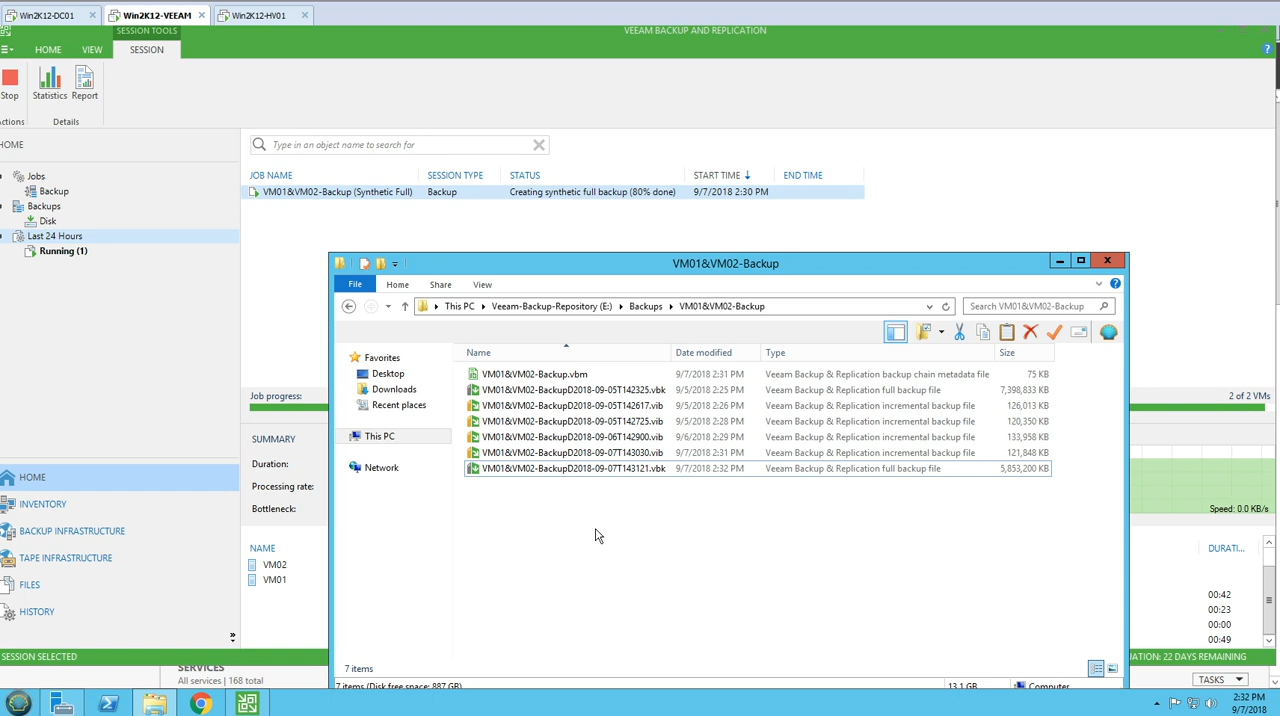 Win2K12-DC01 Win2K12-VEEAM Win2K12-HV01
SESSION TOOLS VEEAM BACKUP AND REPLICATION
HOME VIEW SESSION
Stop Statistics Report
Actions Details
HOME
Jobs
Backup
Backups
Disk
Last 24 Hours
Running (1)
Type in an object name to search for
JOB NAME SESSION TYPE STATUS START TIME END TIME
VM01&VM02-Backup (Synthetic Full) Backup Creating synthetic full backup (80% done) 9/7/2018 2:30 PM
VM01&VM02-Backup
File Home Share View
This PC Veeam-Backup-Repository (E:) Backups VM01&VM02-Backup Search VM01&VM02-Backup
Favorites
Desktop
Downloads
Recent places
This PC
Network
Name Date modified Type Size
VM01&VM02-Backup.vbm 9/7/2018 2:31 PM Veeam Backup & Replication backup chain metadata file 75 KB
VM01&VM02-BackupD2018-09-05T142325.vbk 9/5/2018 2:25 PM Veeam Backup & Replication full backup file 7,398,833 KB
VM01&VM02-BackupD2018-09-05T142617.vib 9/5/2018 2:26 PM Veeam Backup & Replication incremental backup file 126,013 KB
VM01&VM02-BackupD2018-09-05T142725.vib 9/5/2018 2:28 PM Veeam Backup & Replication incremental backup file 120,350 KB
VM01&VM02-BackupD2018-09-06T142900.vib 9/6/2018 2:29 PM Veeam Backup & Replication incremental backup file 133,958 KB
VM01&VM02-BackupD2018-09-07T143030.vib 9/7/2018 2:31 PM Veeam Backup & Replication incremental backup file 121,848 KB
VM01&VM02-BackupD2018-09-07T143121.vbk 9/7/2018 2:32 PM Veeam Backup & Replication full backup file 5,853,200 KB
7 items
7 items (Disk free space: 887 GB) 13.1 GB Computer
Job progress: 2 of 2 VMs
SUMMARY
Duration:
Processing rate:
Bottleneck:
Speed: 0.0 KB/s
NAME DURATI...
VM02
VM01
00:42
00:23
00:00
00:49
HOME
INVENTORY
BACKUP INFRASTRUCTURE
TAPE INFRASTRUCTURE
FILES
HISTORY
SESSION SELECTED 22 DAYS REMAINING
SERVICES
All services | 168 total TASKS
2:32 PM
9/7/2018